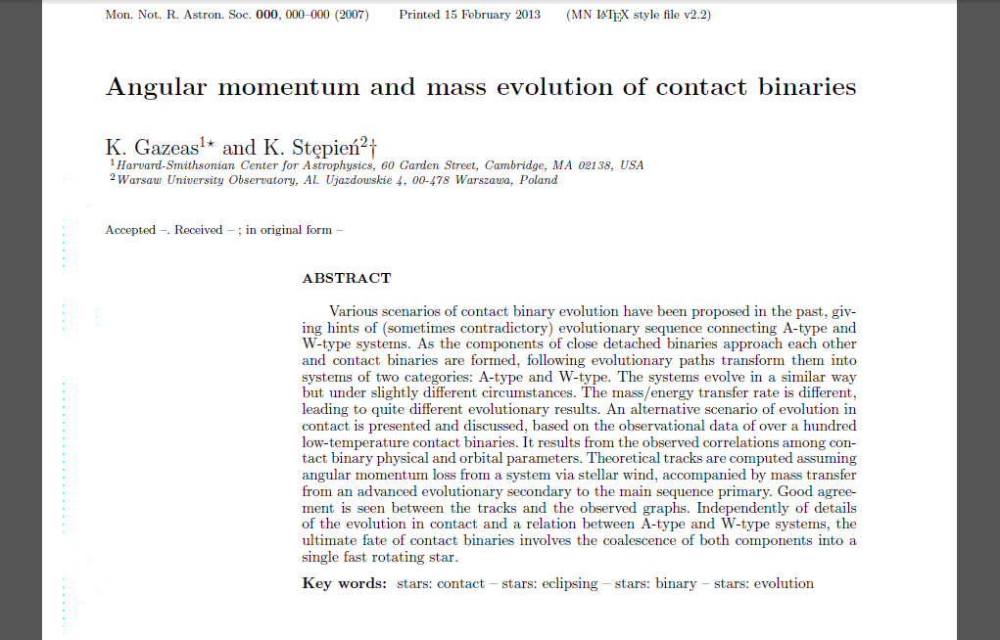 Mon. Not. R. Astron. Soc. 000, 000–000 (2007) Printed 15 February 2013 (MN LATEX style file v2.2)
Angular momentum and mass evolution of contact binaries
K. Gazeas1⋆ and K. Stȩpień2†
1Harvard-Smithsonian Center for Astrophysics, 60 Garden Street, Cambridge, MA 02138, USA
2Warsaw University Observatory, Al. Ujazdowskie 4, 00-478 Warszawa, Poland
Accepted –. Received – ; in original form –
ABSTRACT
Various scenarios of contact binary evolution have been proposed in the past, giv-
ing hints of (sometimes contradictory) evolutionary sequence connecting A-type and
W-type systems. As the components of close detached binaries approach each other
and contact binaries are formed, following evolutionary paths transform them into
systems of two categories: A-type and W-type. The systems evolve in a similar way
but under slightly different circumstances. The mass/energy transfer rate is different,
leading to quite different evolutionary results. An alternative scenario of evolution in
contact is presented and discussed, based on the observational data of over a hundred
low-temperature contact binaries. It results from the observed correlations among con-
tact binary physical and orbital parameters. Theoretical tracks are computed assuming
angular momentum loss from a system via stellar wind, accompanied by mass transfer
from an advanced evolutionary secondary to the main sequence primary. Good agree-
ment is seen between the tracks and the observed graphs. Independently of details
of the evolution in contact and a relation between A-type and W-type systems, the
ultimate fate of contact binaries involves the coalescence of both components into a
single fast rotating star.
Key words: stars: contact – stars: eclipsing – stars: binary – stars: evolution